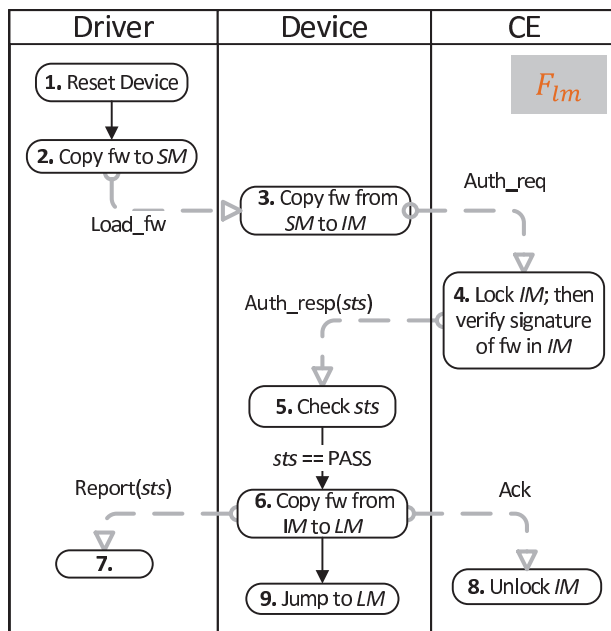 Driver
Device
CE
F_{lm}
1. Reset Device
2. Copy fw to SM
Load_fw
3. Copy fw from
SM to IM
Auth_req
4. Lock IM; then
verify signature
of fw in IM
Auth_resp(sts)
5. Check sts
sts == PASS
Report(sts)
6. Copy fw from
IM to LM
Ack
7.
8. Unlock IM
9. Jump to LM